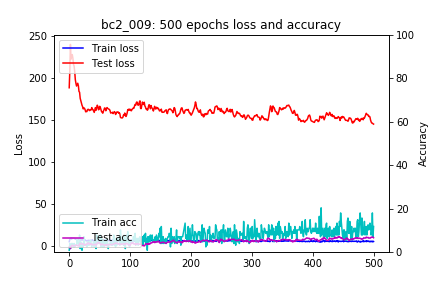 bc2_009: 500 epochs loss and accuracy
250
200
150
100
50
0
Loss
Train loss
Test loss
Train acc
Test acc
100
80
60
40
20
0
Accuracy
0 100 200 300 400 500